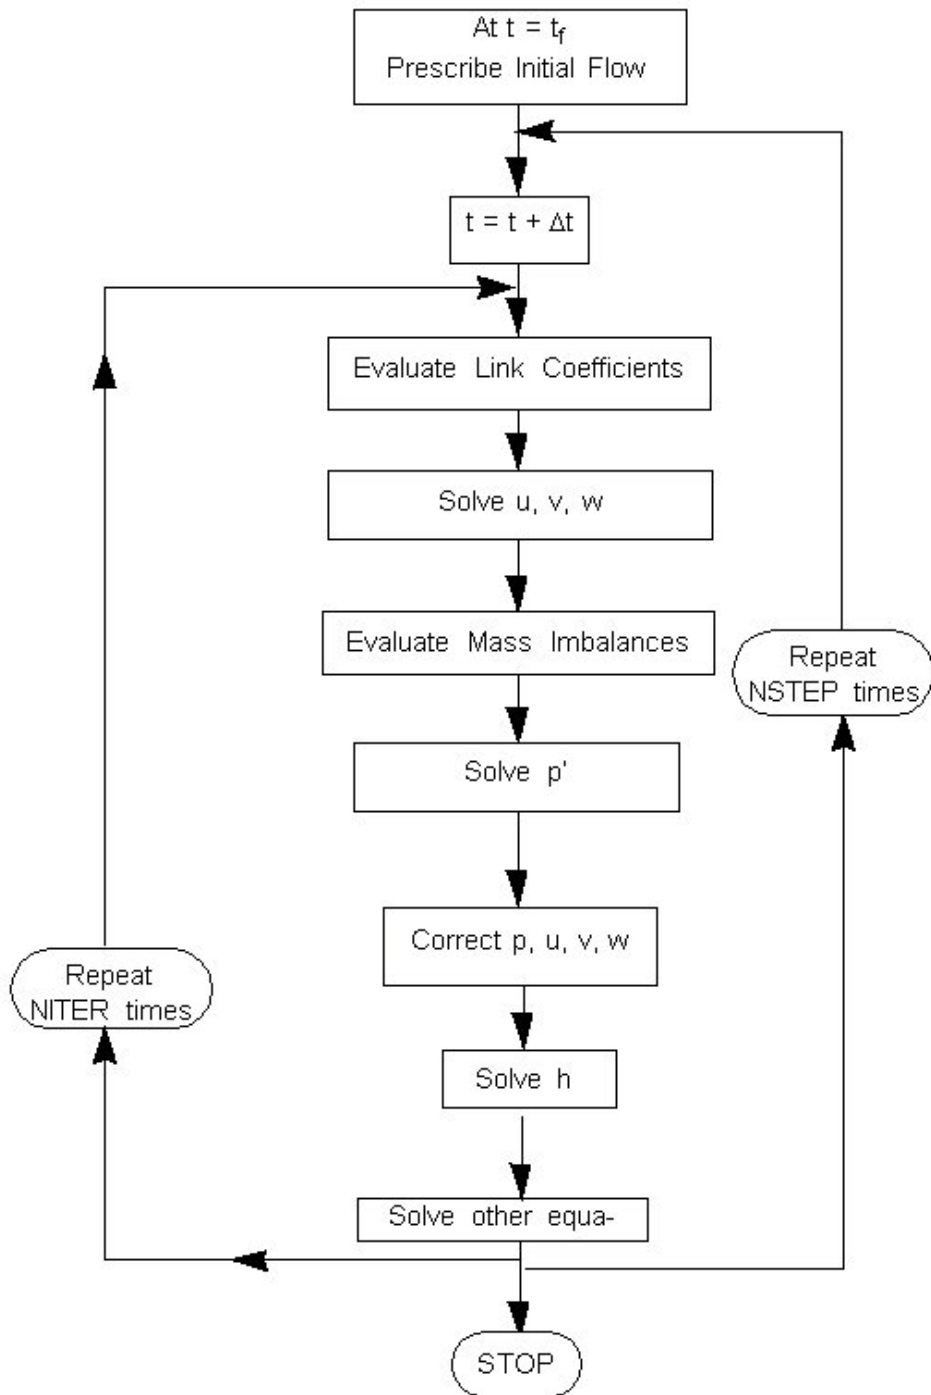 At t = t_f
Prescribe Initial Flow
t = t + Δt
Evaluate Link Coefficients
Solve u, v, w
Evaluate Mass Imbalances
Repeat
NSTEP times
Solve p'
Correct p, u, v, w
Repeat
NITER times
Solve h
Solve other equa-
STOP